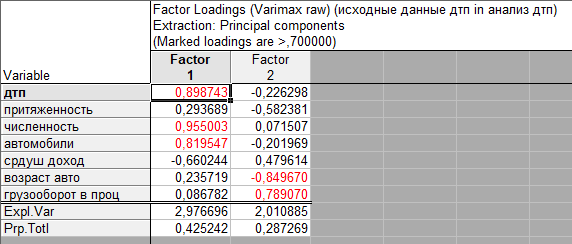 Factor Loadings (Varimax raw) (исходные данные дтп in анализ дтп)
Extraction: Principal components
(Marked loadings are >,700000)
Variable Factor 1 Factor 2
дтп 0,898743 -0,226298
притяженность 0,293689 -0,582381
численность 0,955003 0,071507
автомобили 0,819547 -0,201969
срдуш доход -0,660244 0,479614
возраст авто 0,235719 -0,849670
грузооборот в проц 0,086782 0,789070
Expl.Var 2,976696 2,010885
Prp.Totl 0,425242 0,287269